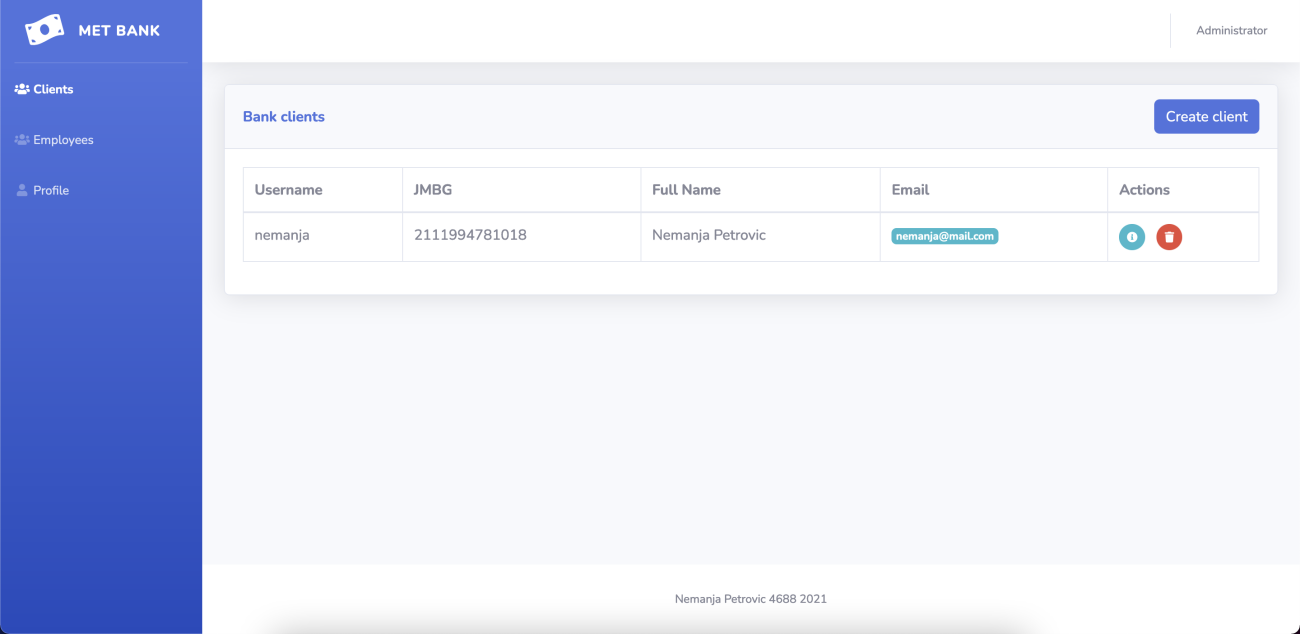 MET BANK
Administrator
Clients
Employees
Profile
Bank clients
Create client
Username JMBG Full Name Email Actions
nemanja 2111994781018 Nemanja Petrovic nemanja@mail.com
Nemanja Petrovic 4688 2021